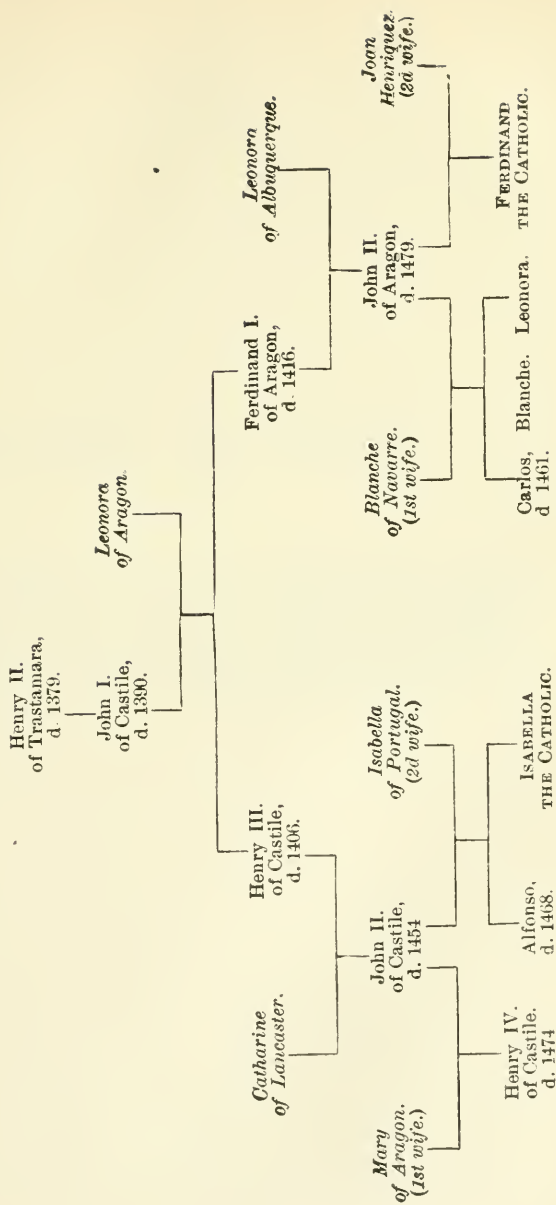 Henry II.
of Trastamara,
d. 1379.
John I.
of Castile,
d. 1390.
Leonora
of Aragon.
Catharine
of Lancaster.
Henry III.
of Castile,
d. 1406.
Ferdinand I.
of Aragon,
d. 1416.
Leonora
of Albuquerque.
Mary
of Aragon.
(1st wife.)
John II.
of Castile,
d. 1454
Isabella
of Portugal.
(2d wife.)
Blanche
of Navarre.
(1st wife.)
John II.
of Aragon,
d. 1479.
Joan
Henriquez
(2d wife.)
Henry IV.
of Castile.
d. 1474
Alfonso,
d. 1468.
ISABELLA
THE CATHOLIC.
Carlos,
d 1461.
Blanche.
Leonora.
FERDINAND
THE CATHOLIC.